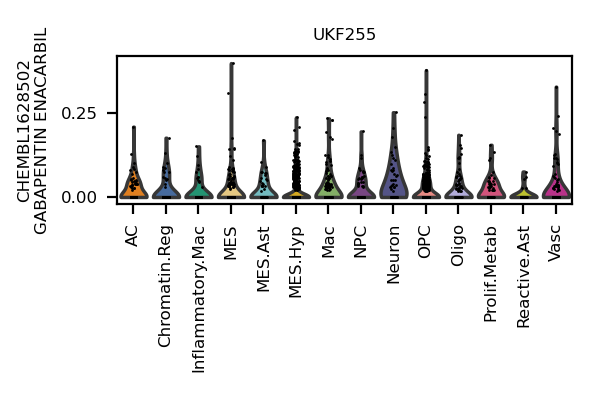 UKF255
CHEMBL1628502
GABAPENTIN ENACARBIL
0.25
0.00
AC
Chromatin.Reg
Inflammatory.Mac
MES
MES.Ast
MES.Hyp
Mac
NPC
Neuron
OPC
Oligo
Prolif.Metab
Reactive.Ast
Vasc